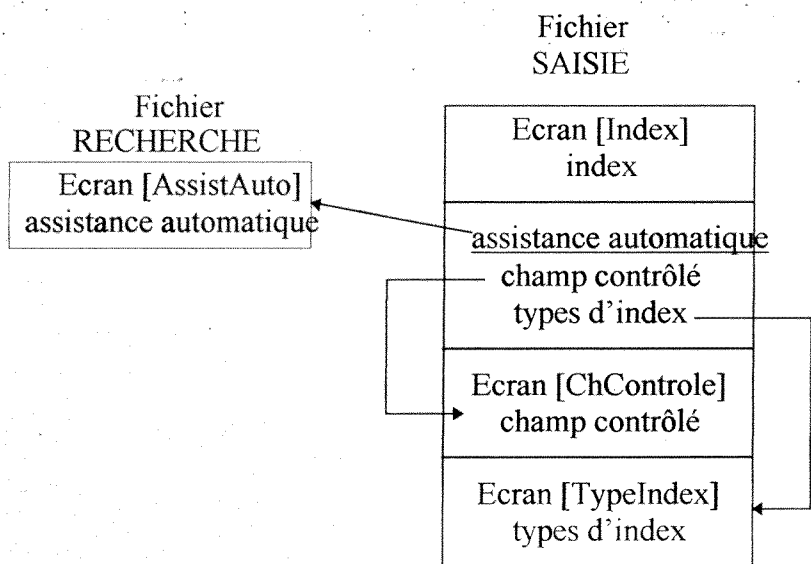 Fichier
SAISIE
Fichier
RECHERCHE
Ecran [AssistAuto]
assistance automatique
Ecran [Index]
index
assistance automatique
champ contrôlé
types d'index
Ecran [ChControle]
champ contrôlé
Ecran [TypeIndex]
types d'index